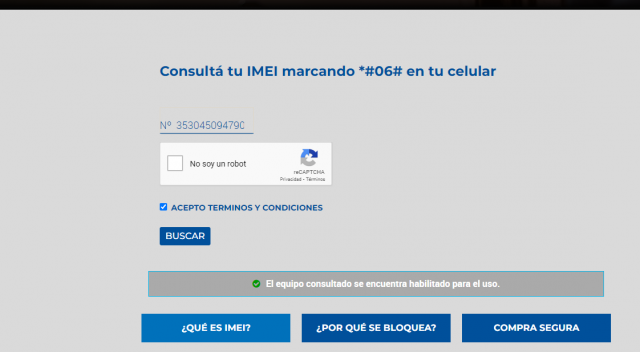 Consultá tu IMEI marcando *#06# en tu celular
Nº 353045094790
No soy un robot
reCAPTCHA
Privacidad - Términos
ACEPTO TERMINOS Y CONDICIONES
BUSCAR
El equipo consultado se encuentra habilitado para el uso.
¿QUÉ ES IMEI?
¿POR QUÉ SE BLOQUEA?
COMPRA SEGURA